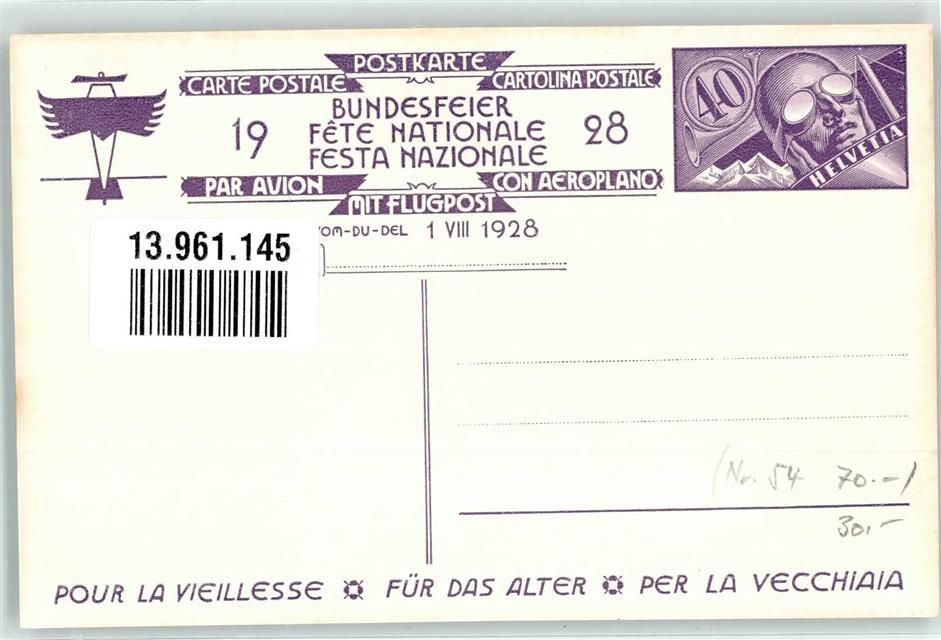 POSTKARTE
CARTE POSTALE CARTOLINA POSTALE
BUNDESFEIER
19 FÊTE NATIONALE 28
FESTA NAZIONALE
PAR AVION CON AEROPLANO
MIT FLUGPOST
40
HELVETIA
VOM-DU-DEL 1 VIII 1928
13.961.145
(Nr. 54 70.-)
30.-
POUR LA VIEILLESSE FÜR DAS ALTER PER LA VECCHIAIA